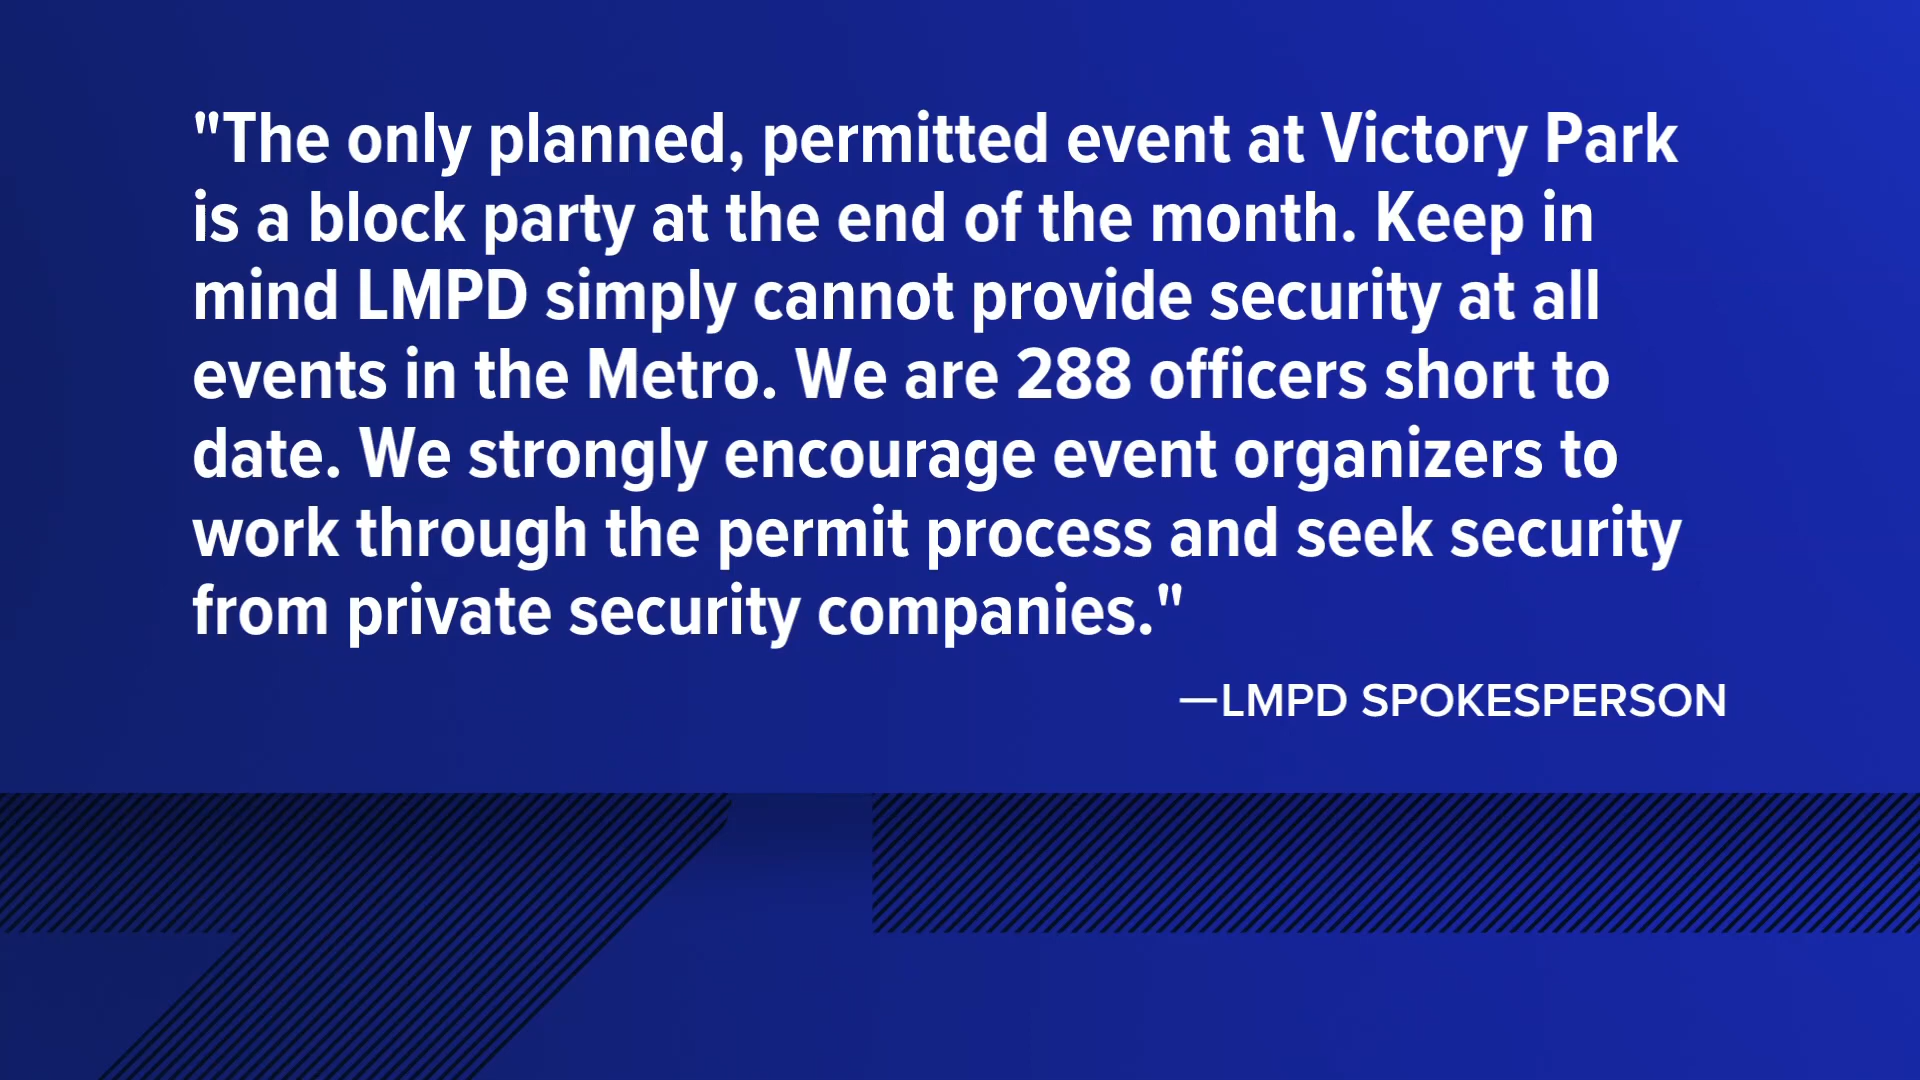 "The only planned, permitted event at Victory Park
is a block party at the end of the month. Keep in
mind LMPD simply cannot provide security at all
events in the Metro. We are 288 officers short to
date. We strongly encourage event organizers to
work through the permit process and seek security
from private security companies."
—LMPD SPOKESPERSON